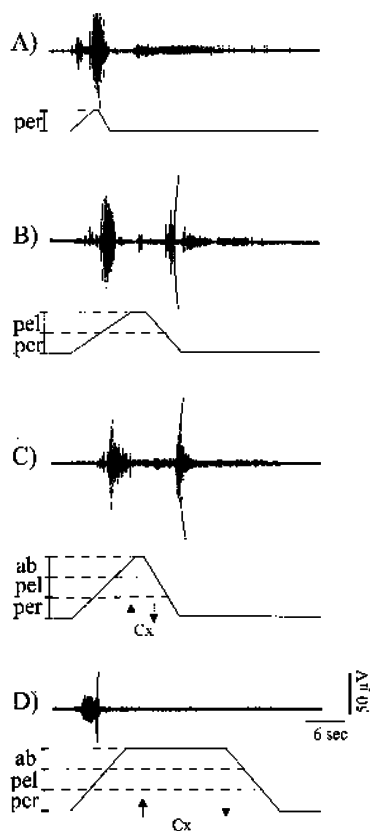 A)
per
B)
pel
pcr
C)
ab
pel
per
Cx
D)
50 µV
6 sec
ab
pel
pcr
Cx